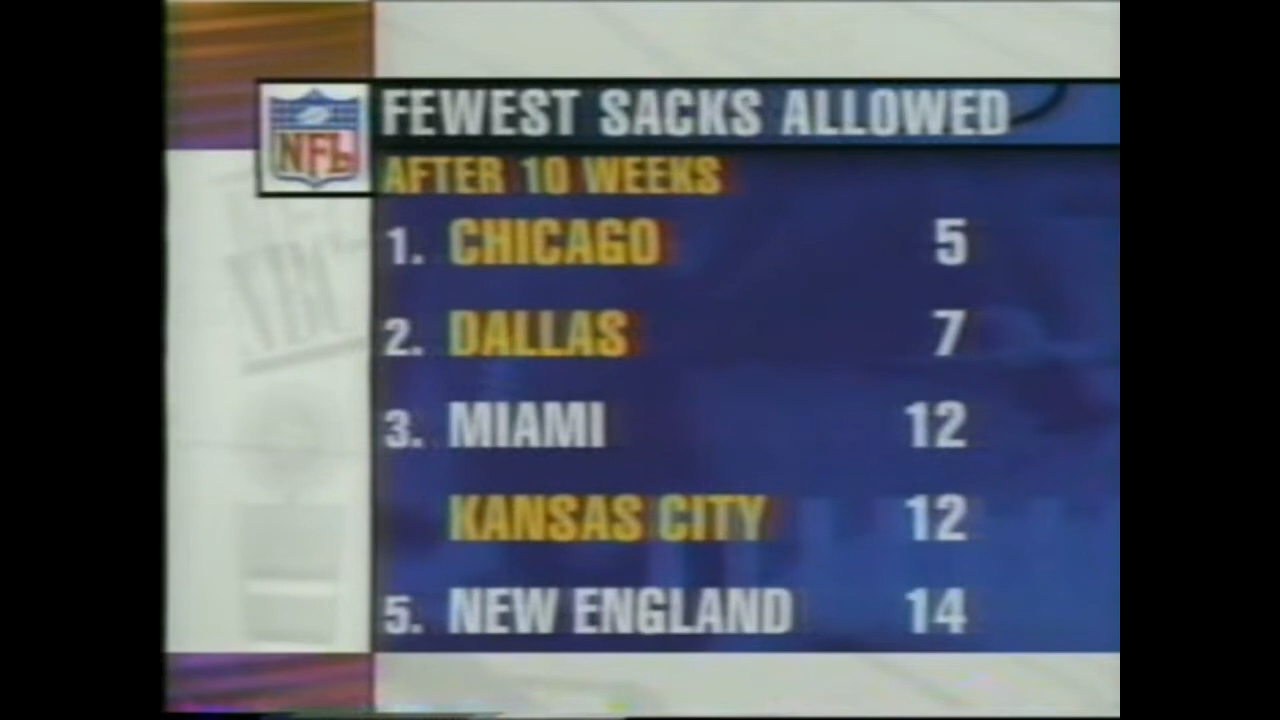 NFL
FEWEST SACKS ALLOWED
AFTER 10 WEEKS
1. CHICAGO 5
2. DALLAS 7
3. MIAMI 12
KANSAS CITY 12
5. NEW ENGLAND 14